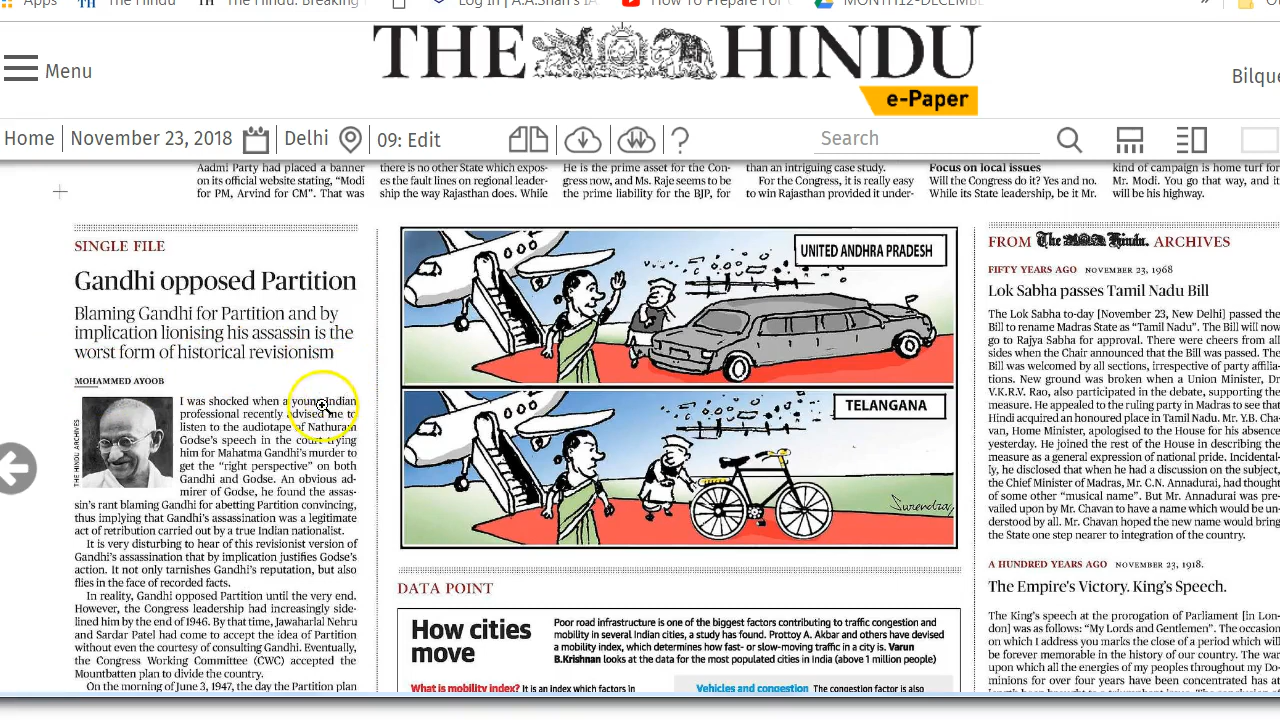 Apps
The Hindu
The Hindu: Breaking
Log In | A.A.Shah's IA
How To Prepare For
MONTH12-DECEMBE
»
THE HINDU
e-Paper
Menu
Bilque
Home
November 23, 2018
Delhi
09: Edit
?
Search
Aadmi Party had placed a banner
on its official website stating, “Modi
for PM, Arvind for CM”. That was
there is no other State which expos-
es the fault lines on regional leader-
ship the way Rajasthan does. While
He is the prime asset for the Con-
gress now, and Ms. Raje seems to be
the prime liability for the BJP, for
than an intriguing case study.
For the Congress, it is really easy
to win Rajasthan provided it under-
Focus on local issues
Will the Congress do it? Yes and no.
While its State leadership, be it Mr.
kind of campaign is home turf for
Mr. Modi. You go that way, and it
will be his highway.
SINGLE FILE
Gandhi opposed Partition
Blaming Gandhi for Partition and by
implication lionising his assassin is the
worst form of historical revisionism
MOHAMMED AYOOB
THE HINDU ARCHIVES
I was shocked when a young Indian
professional recently advised me to
listen to the audiotape of Nathuram
Godse’s speech in the court trying
him for Mahatma Gandhi’s murder to
get the “right perspective” on both
Gandhi and Godse. An obvious ad-
mirer of Godse, he found the assas-
sin’s rant blaming Gandhi for abetting Partition convincing,
thus implying that Gandhi’s assassination was a legitimate
act of retribution carried out by a true Indian nationalist.
It is very disturbing to hear of this revisionist version of
Gandhi’s assassination that by implication justifies Godse’s
action. It not only tarnishes Gandhi’s reputation, but also
flies in the face of recorded facts.
In reality, Gandhi opposed Partition until the very end.
However, the Congress leadership had increasingly side-
lined him by the end of 1946. By that time, Jawaharlal Nehru
and Sardar Patel had come to accept the idea of Partition
without even the courtesy of consulting Gandhi. Eventually,
the Congress Working Committee (CWC) accepted the
Mountbatten plan to divide the country.
On the morning of June 3, 1947, the day the Partition plan
UNITED ANDHRA PRADESH
TELANGANA
Surendra
DATA POINT
How cities
move
Poor road infrastructure is one of the biggest factors contributing to traffic congestion and
mobility in several Indian cities, a study has found. Prottoy A. Akbar and others have devised
a mobility index, which determines how fast- or slow-moving traffic in a city is. Varun
B.Krishnan looks at the data for the most populated cities in India (above 1 million people)
What is mobility index? It is an index which factors in
Vehicles and congestion The congestion factor is also
FROM The Hindu. ARCHIVES
FIFTY YEARS AGO NOVEMBER 23, 1968
Lok Sabha passes Tamil Nadu Bill
The Lok Sabha to-day [November 23, New Delhi] passed the
Bill to rename Madras State as “Tamil Nadu”. The Bill will now
go to Rajya Sabha for approval. There were cheers from all
sides when the Chair announced that the Bill was passed. The
Bill was welcomed by all sections, irrespective of party affilia-
tions. New ground was broken when a Union Minister, Dr
V.K.R.V. Rao, also participated in the debate to support the
measure. He appealed to the ruling party in Madras to see that
Hindi acquired an honoured place in Tamil Nadu. Mr. Y.B. Cha-
van, Home Minister, apologised to the House for his absence
yesterday. He joined the rest of the House in describing the
measure as a general expression of national pride. Incidental-
ly, he disclosed that when he had a discussion on the subject,
the Chief Minister of Madras, Mr. C.N. Annadurai, had thought
of some other “musical name”. But Mr. Annadurai was pre-
vailed upon by Mr. Chavan to have a name which would be un-
derstood by all. Mr. Chavan hoped the new name would bring
the State one step nearer to integration of the country.
A HUNDRED YEARS AGO NOVEMBER 23, 1918.
The Empire’s Victory. King’s Speech.
The King’s speech at the prorogation of Parliament [in Lon-
don] was as follows: “My Lords and Gentlemen”. The occasion
on which I address you marks the close of a period which will
be forever memorable in the history of our country. The war
upon which all the energies of my peoples throughout my Do-
minions for over four years have been concentrated has at